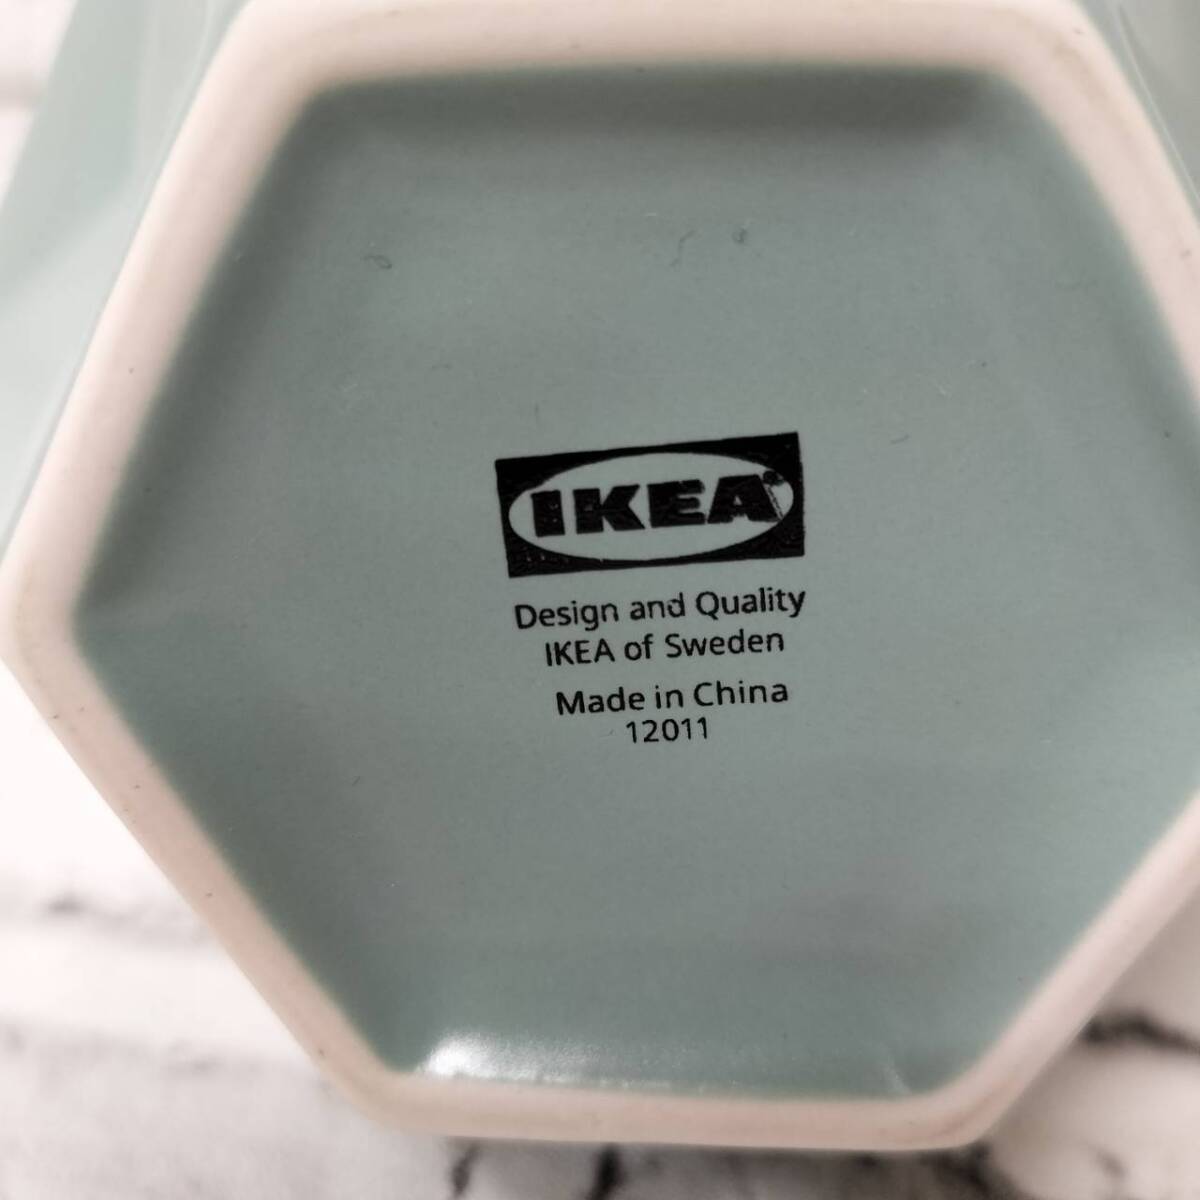 IKEA®
Design and Quality
IKEA of Sweden
Made in China
12011